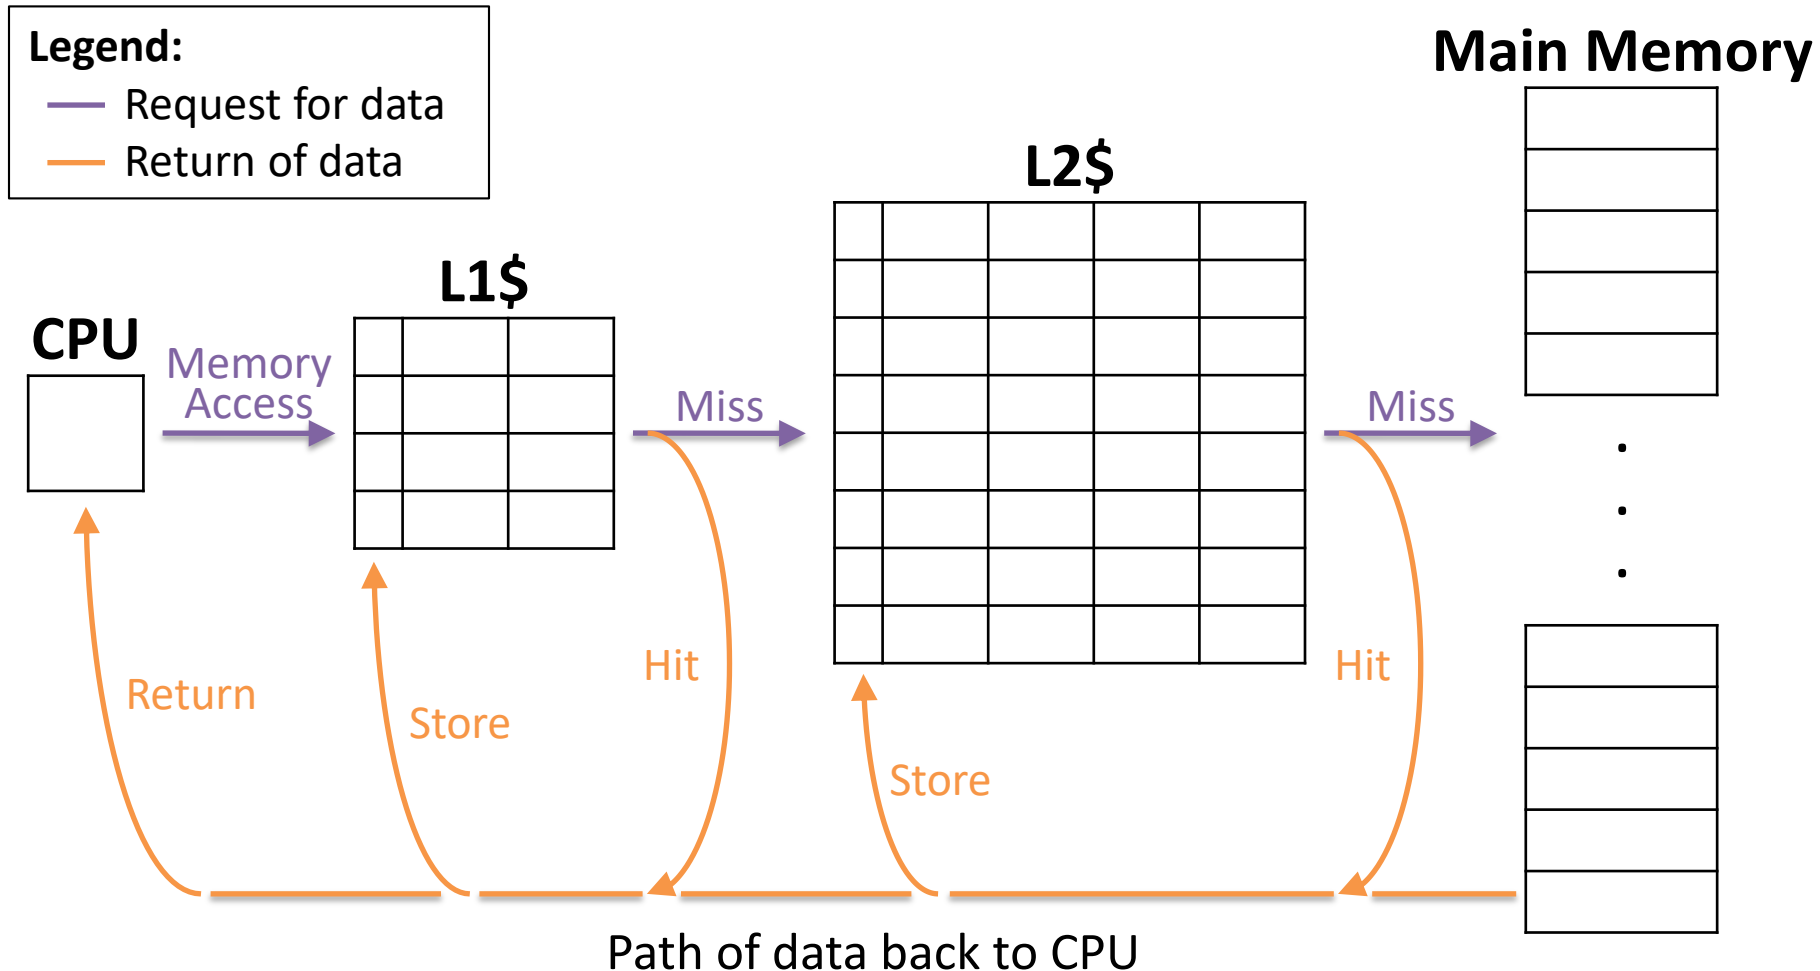 Legend:
Request for data
Return of data
Main Memory
L2$
L1$
CPU
Memory
Access
Miss
Miss
Hit
Hit
Return
Store
Store
Path of data back to CPU